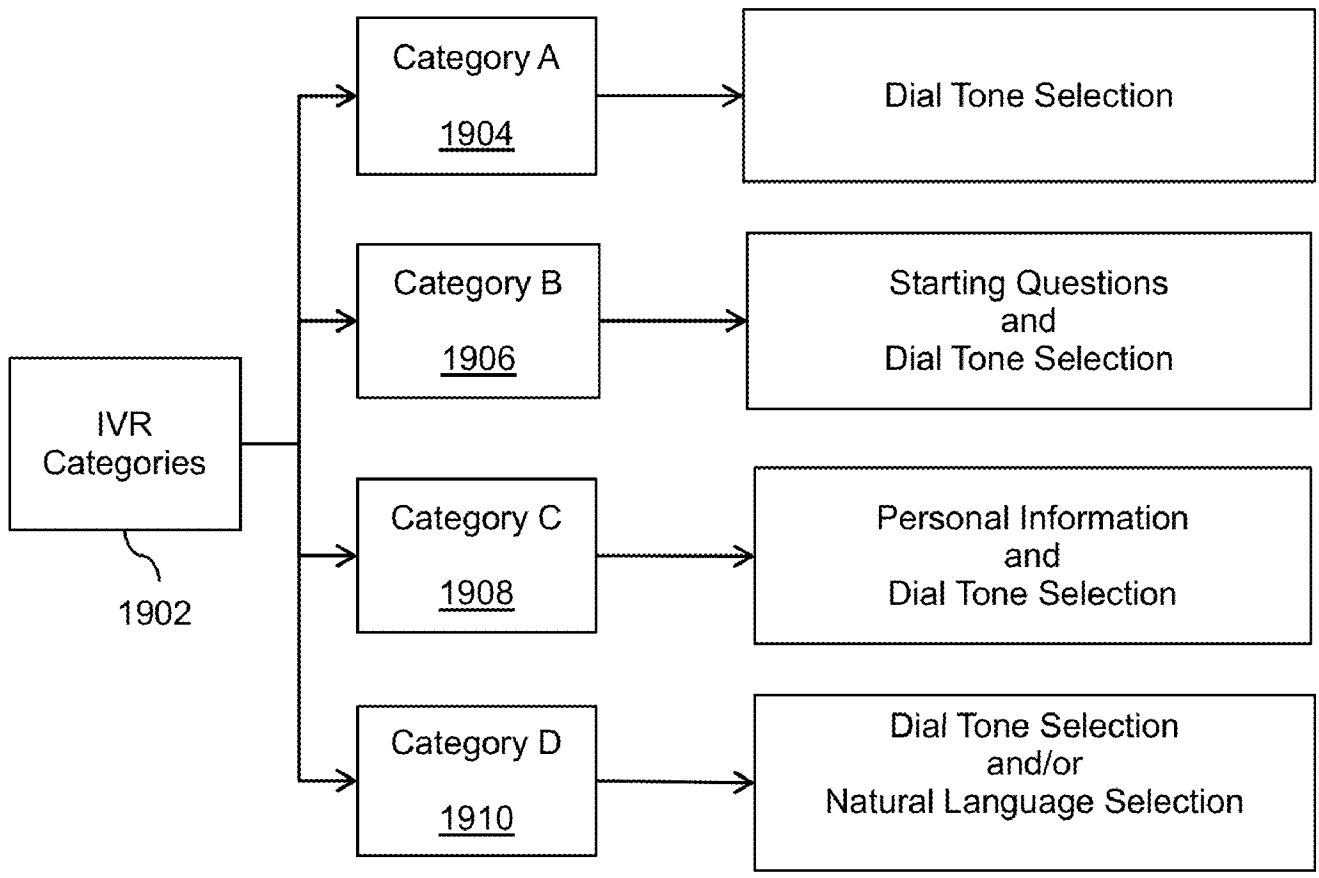 Category A
1904
Dial Tone Selection
Category B
1906
Starting Questions
and
Dial Tone Selection
IVR
Categories
1902
Category C
1908
Personal Information
and
Dial Tone Selection
Category D
1910
Dial Tone Selection
and/or
Natural Language Selection